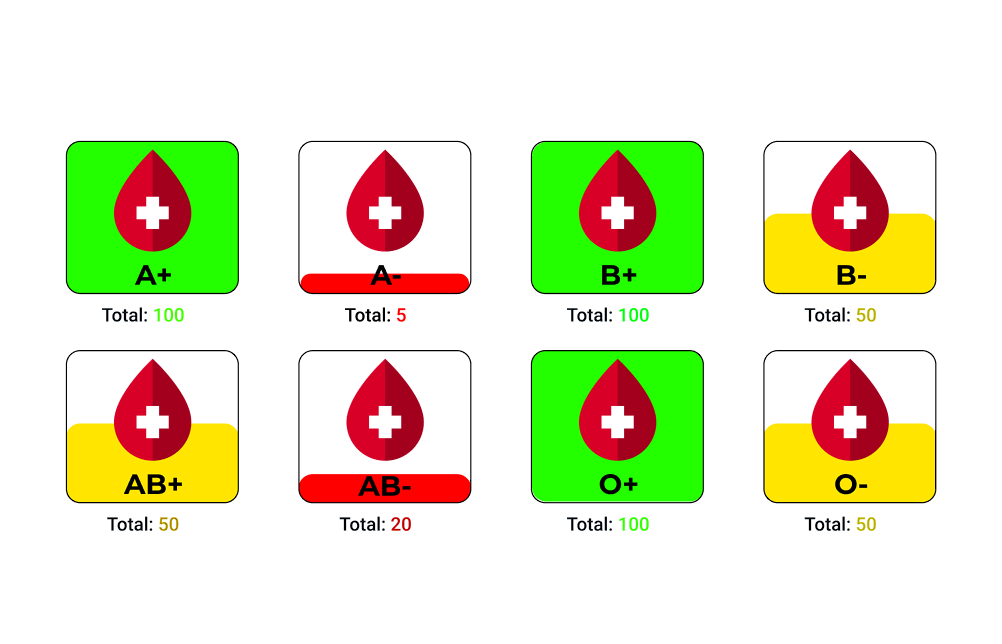 A+ A- B+ B-
Total: 100 Total: 5 Total: 100 Total: 50
AB+ AB- O+ O-
Total: 50 Total: 20 Total: 100 Total: 50